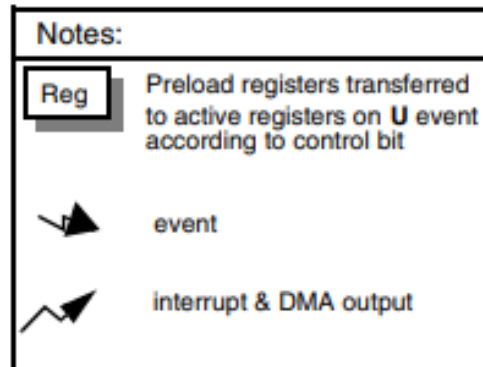 Notes:
Reg
Preload registers transferred
to active registers on U event
according to control bit
event
interrupt & DMA output